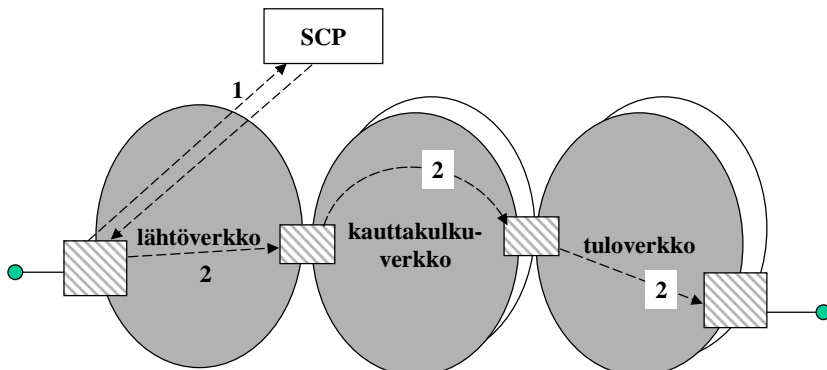 SCP
1
lähtöverkko
2
kauttakulku-
verkko
2
tuloverkko
2